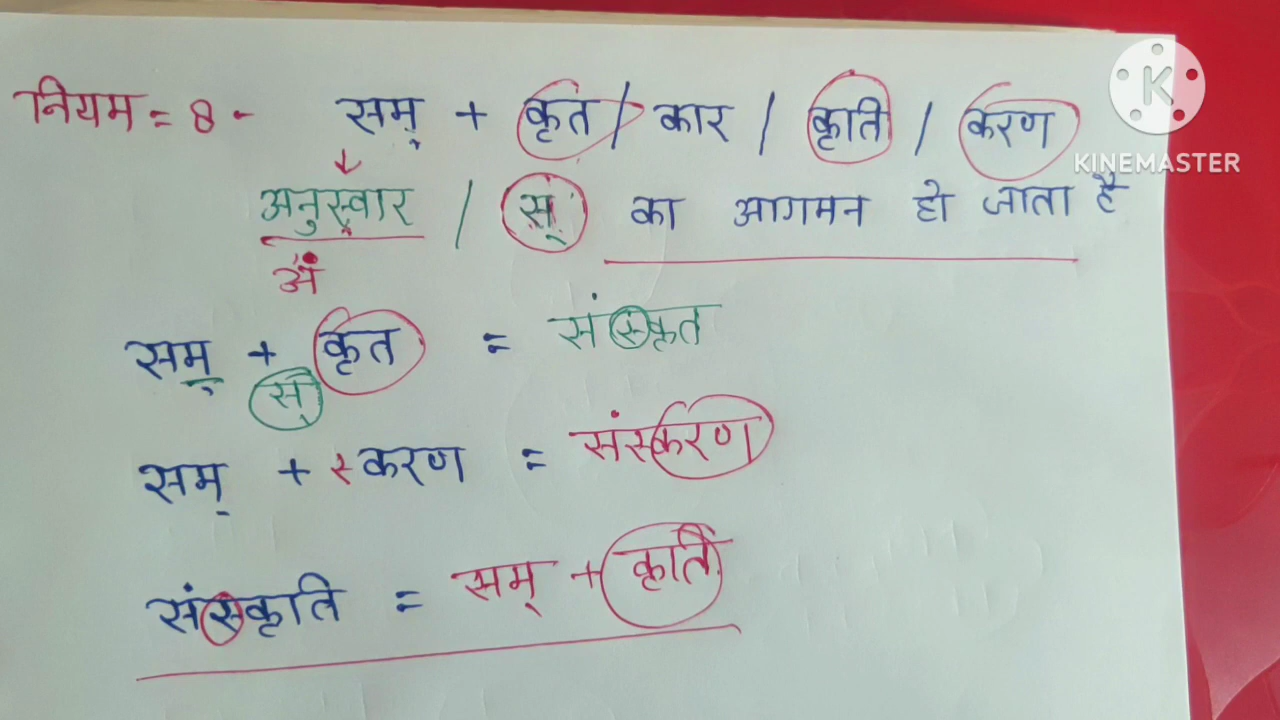 नियम = 8 - सम् + कृत / कार / कृति / करण
KINEMASTER
अनुस्वार / स् का आगमन हो जाता है
अं
सम् + कृत = संस्कृत
स्
सम् + स्करण = संस्करण
संस्कृति = सम् + कृति